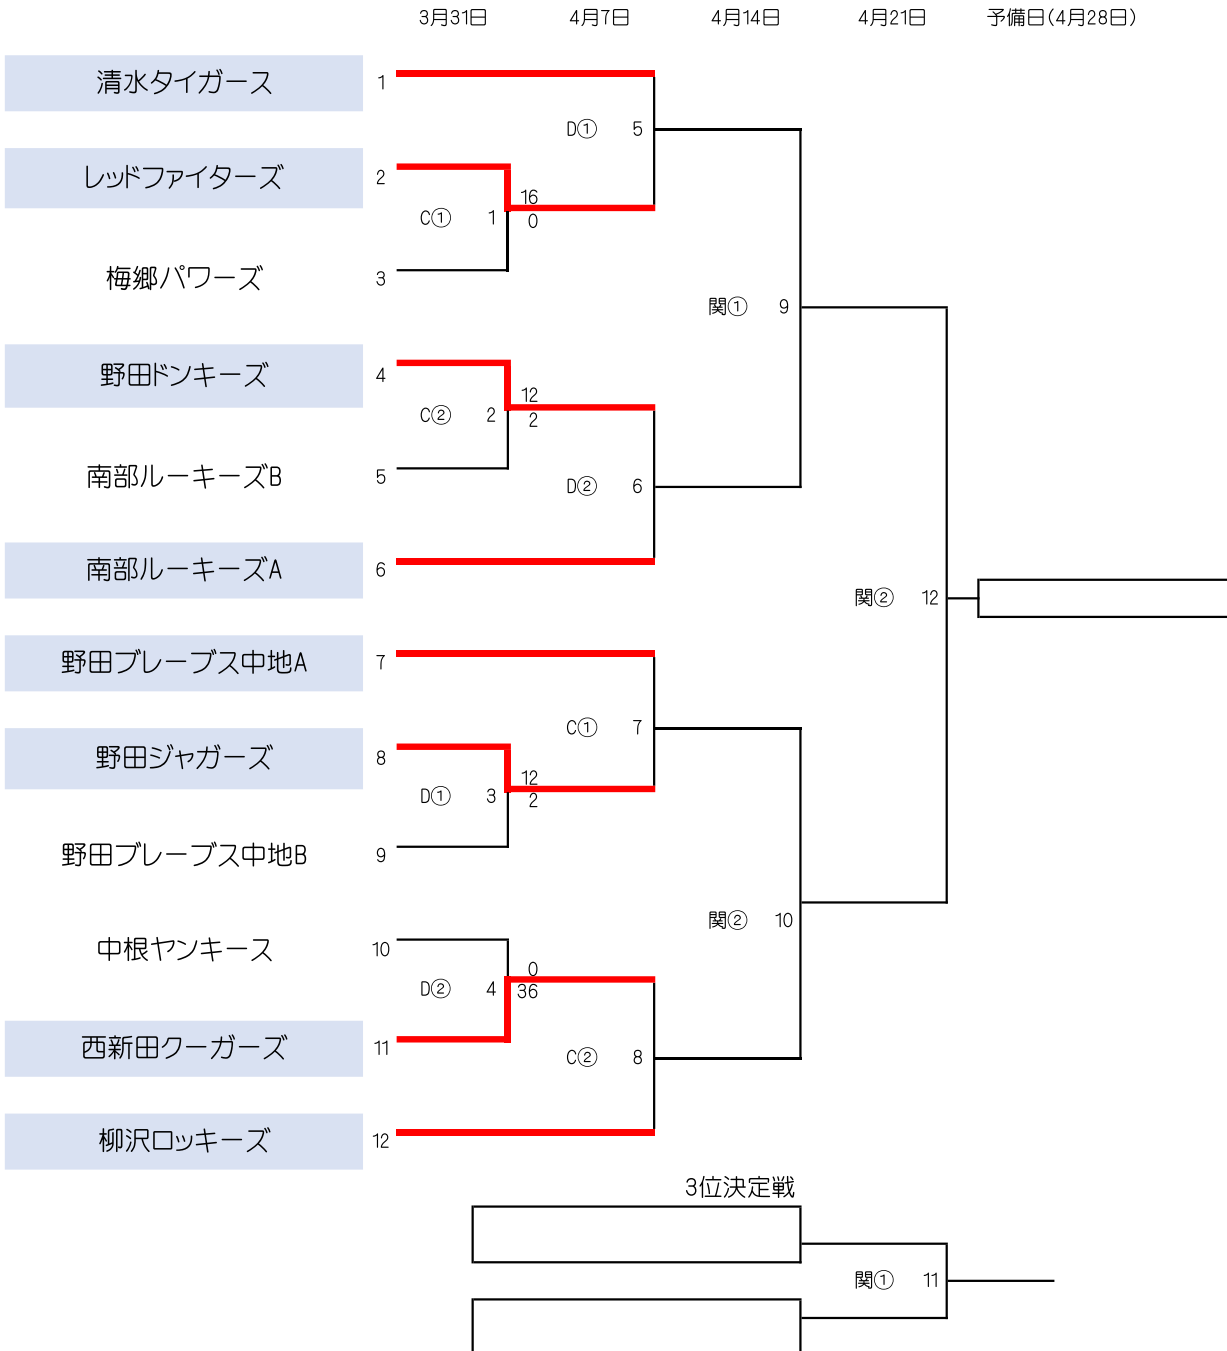 3月31日 4月7日 4月14日 4月21日 予備日(4月28日)
清水タイガース 1
D① 5
レッドファイターズ 2
16
C① 1 0
梅郷パワーズ 3
関① 9
野田ドンキーズ 4
12
C② 2 2
南部ルーキーズB 5
D② 6
南部ルーキーズA 6
関② 12
野田ブレーブス中地A 7
C① 7
野田ジャガーズ 8
12
D① 3 2
野田ブレーブス中地B 9
関② 10
中根ヤンキース 10
0
D② 4 36
西新田クーガーズ 11
C② 8
柳沢ロッキーズ 12
3位決定戦
関① 11